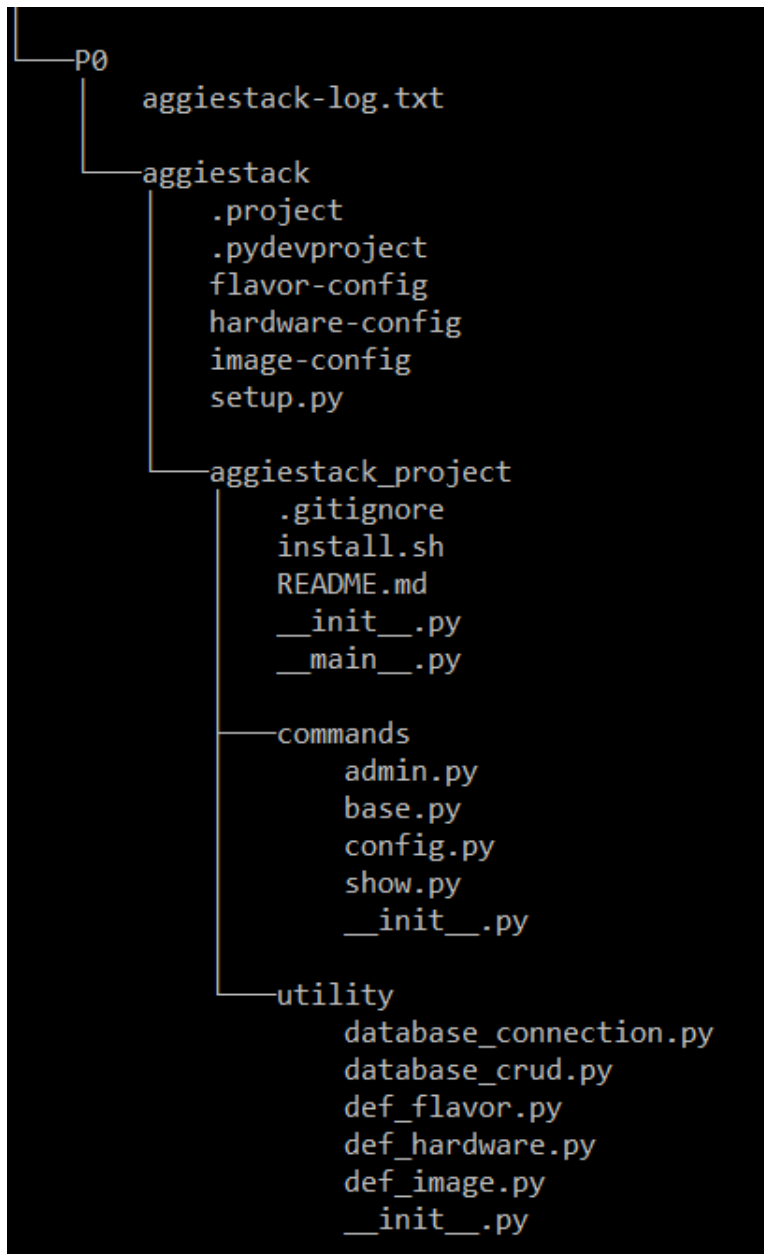 P0
aggiestack-log.txt
aggiestack
.project
.pydevproject
flavor-config
hardware-config
image-config
setup.py
aggiestack_project
.gitignore
install.sh
README.md
__init__.py
__main__.py
commands
admin.py
base.py
config.py
show.py
__init__.py
utility
database_connection.py
database_crud.py
def_flavor.py
def_hardware.py
def_image.py
__init__.py